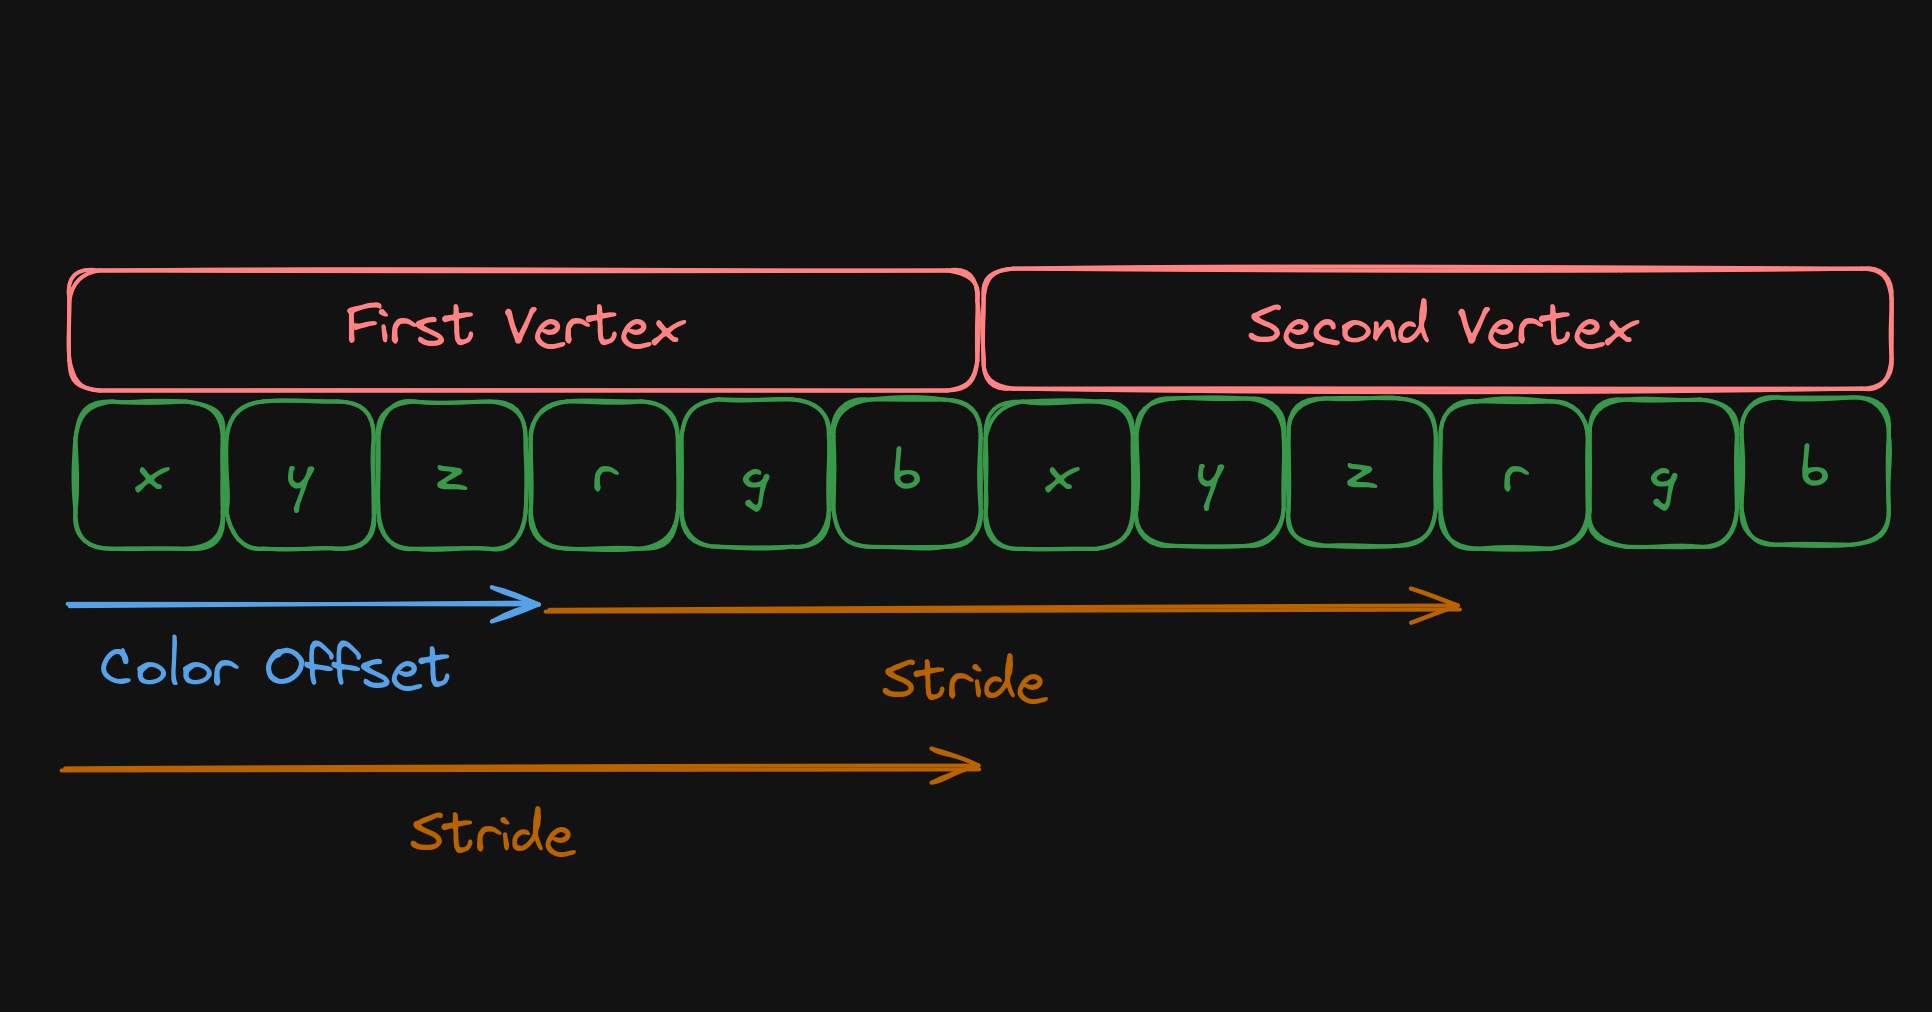 First Vertex Second Vertex
x y z r g b x y z r g b
Color Offset
Stride
Stride